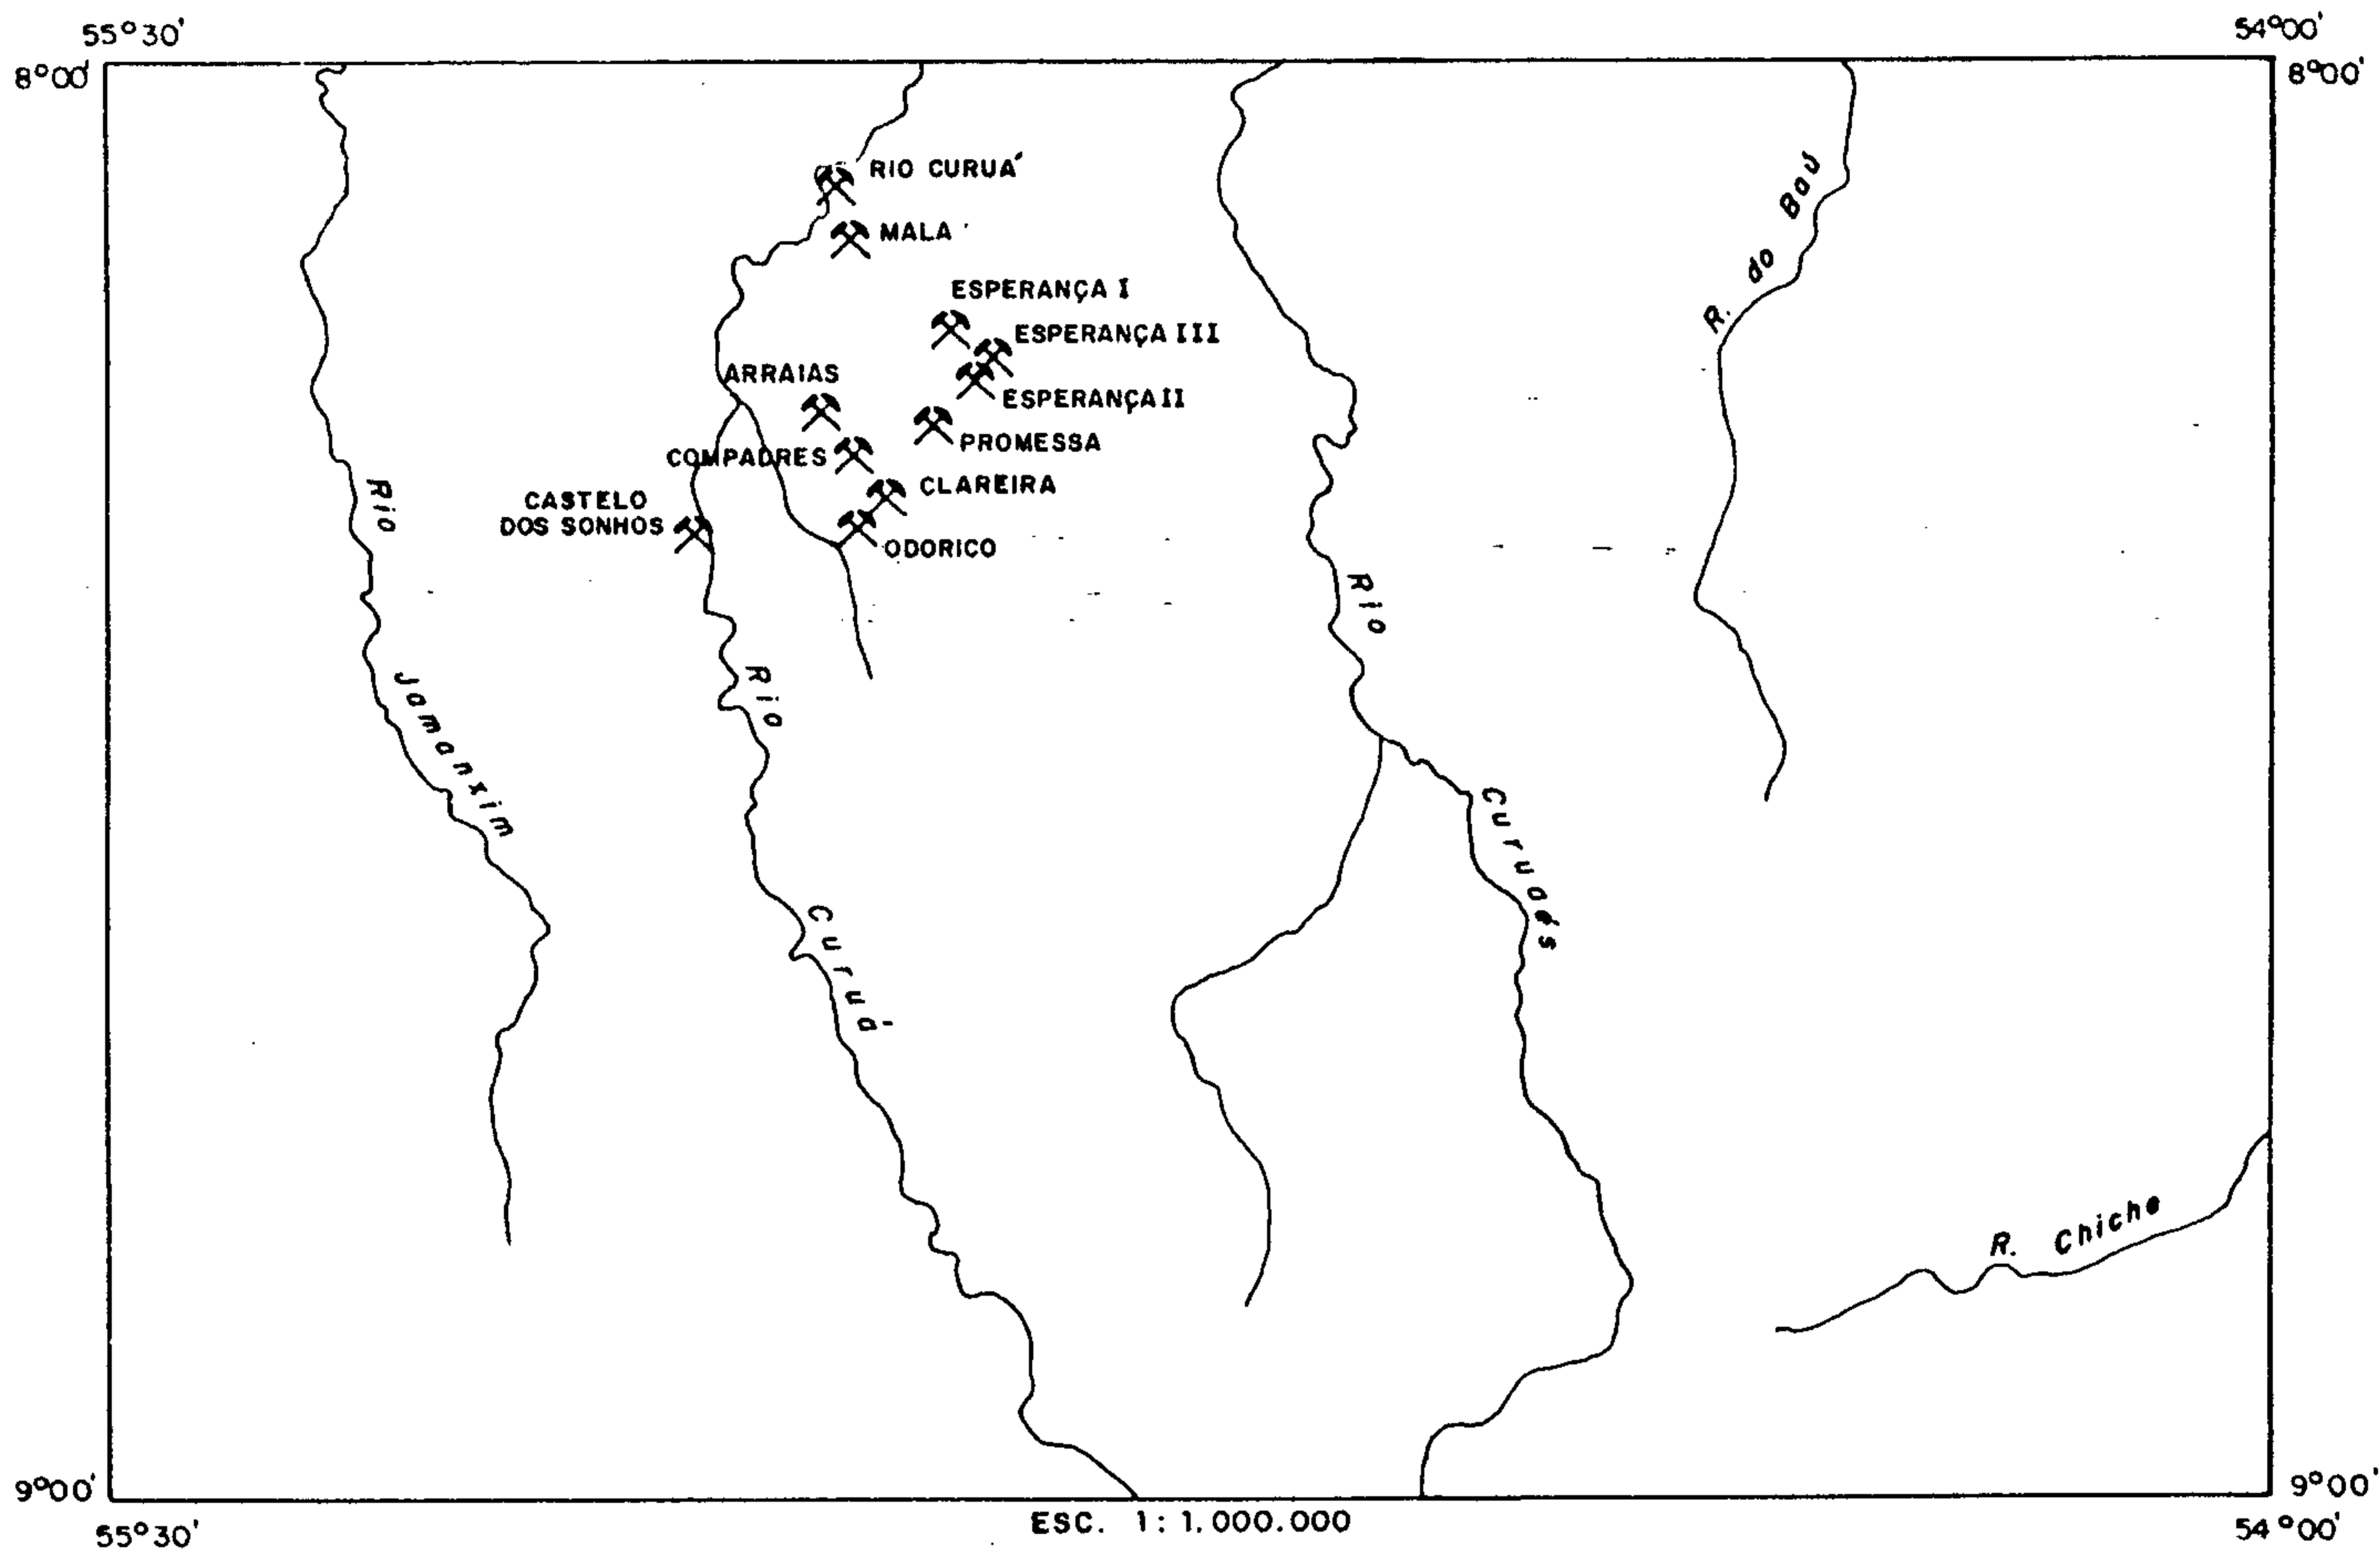 55°30'
54°00'
8°00'
8°00'
RIO CURUÁ
MALA
ESPERANÇA I
ESPERANÇA III
ARRAIAS
ESPERANÇA II
PROMESSA
COMPADRES
CLAREIRA
CASTELO
DOS SONHOS
ODORICO
Rio Jamanxim
Rio Curuá
Rio Curuaés
R. do Baú
R. Chiche
9°00'
9°00'
55°30'
ESC. 1:1.000.000
54°00'